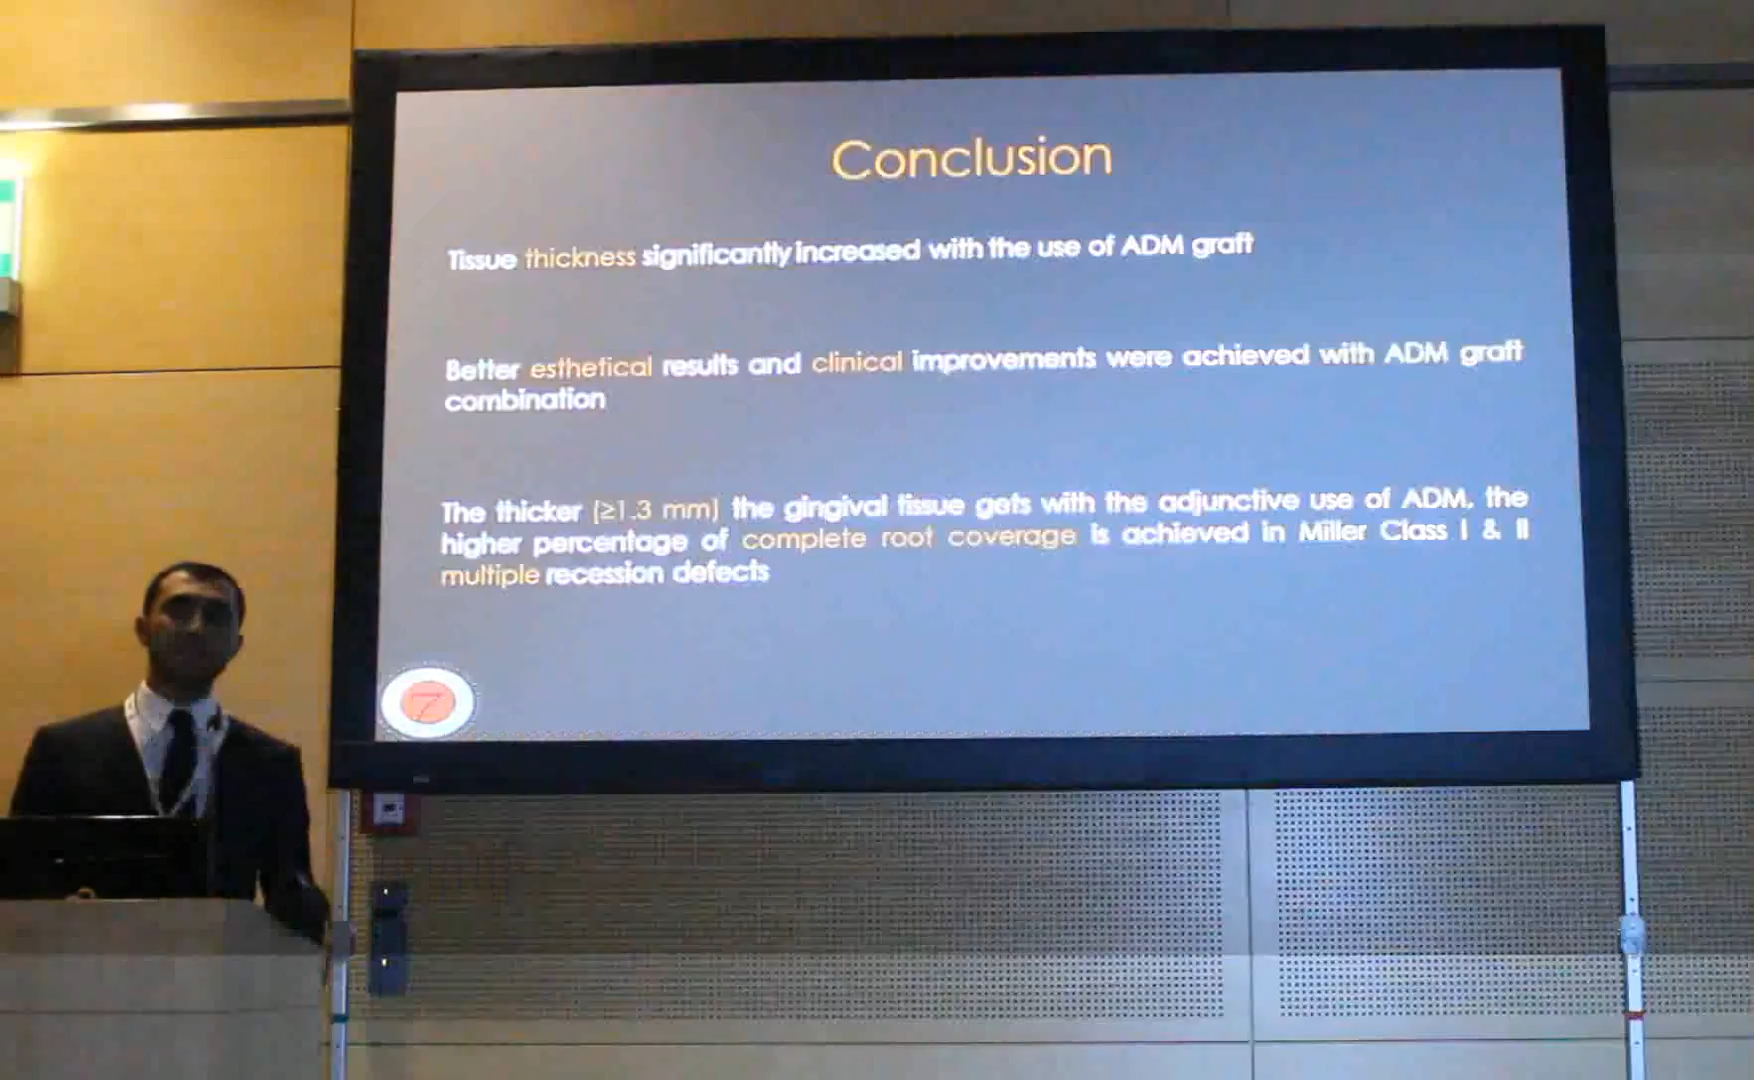 Conclusion
Tissue thickness significantly increased with the use of ADM graft
Better esthetical results and clinical improvements were achieved with ADM graft
combination
The thicker (≥1.3 mm) the gingival tissue gets with the adjunctive use of ADM, the
higher percentage of complete root coverage is achieved in Miller Class I & II
multiple recession defects
7